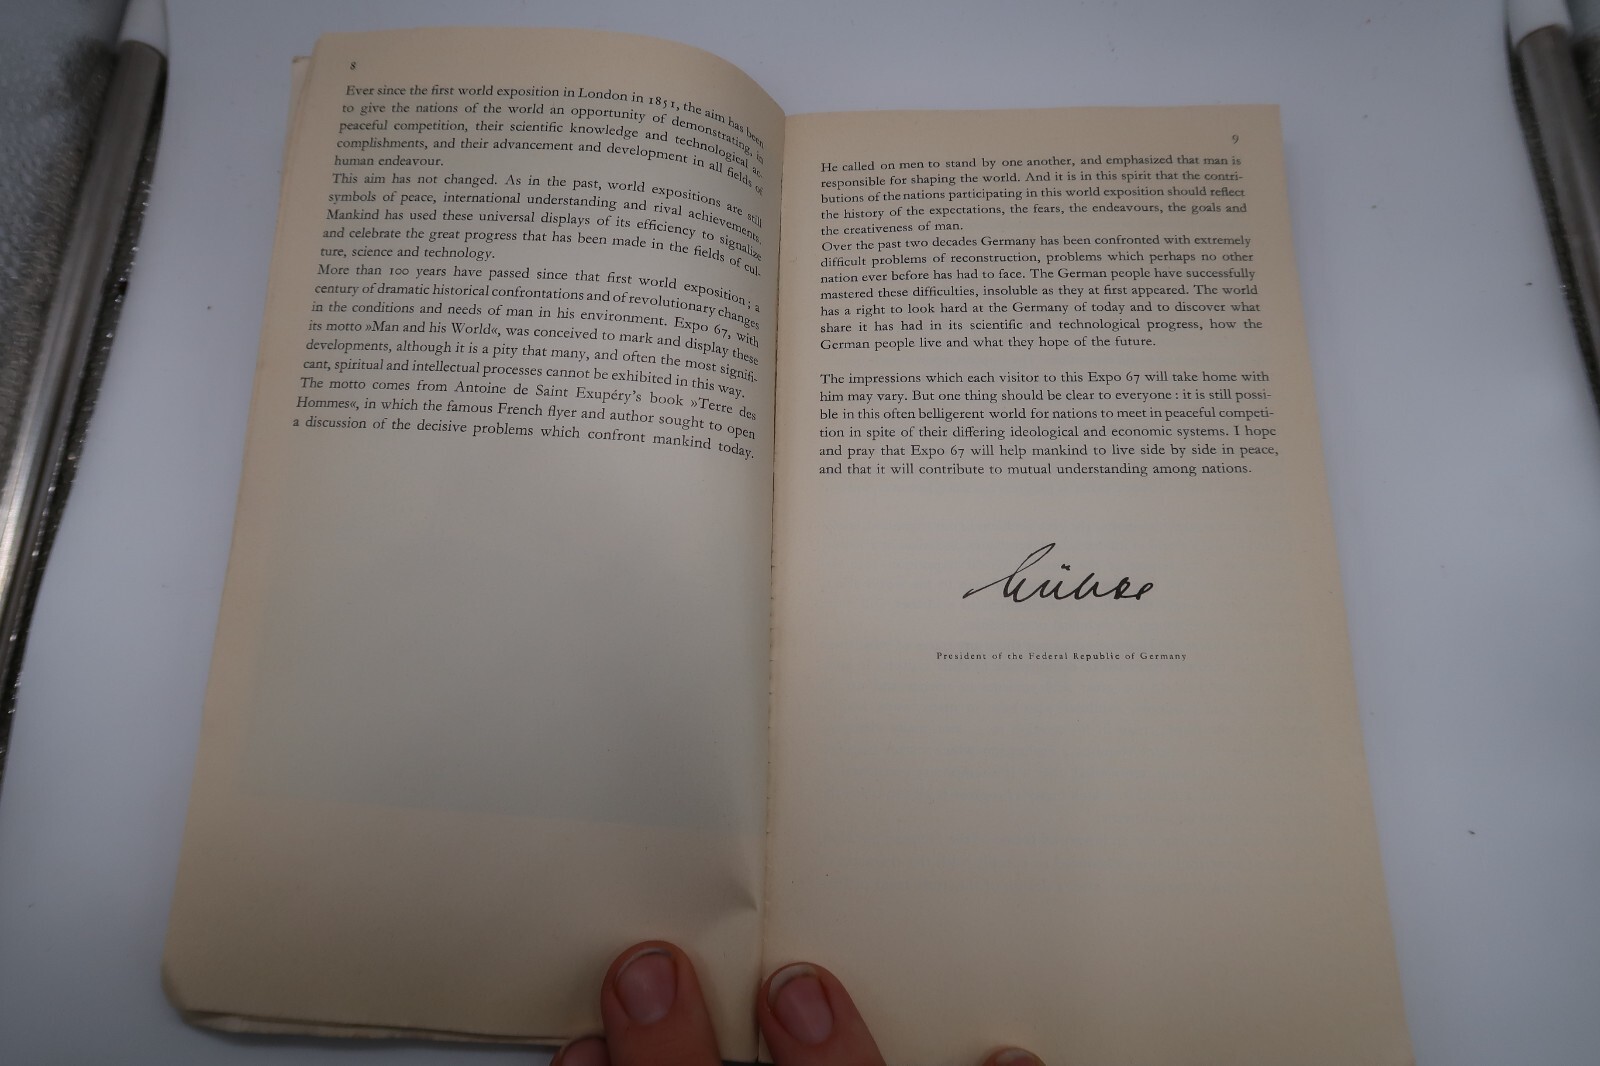 8
Ever since the first world exposition in London in 1851, the aim has been
to give the nations of the world an opportunity of demonstrating, in
peaceful competition, their scientific knowledge and technological ac-
complishments, and their advancement and development in all fields of
human endeavour.
This aim has not changed. As in the past, world expositions are still
symbols of peace, international understanding and rival achievements.
Mankind has used these universal displays of its efficiency to signalize
and celebrate the great progress that has been made in the fields of cul-
ture, science and technology.
More than 100 years have passed since that first world exposition; a
century of dramatic historical confrontations and of revolutionary changes
in the conditions and needs of man in his environment. Expo 67, with
its motto »Man and his World«, was conceived to mark and display these
developments, although it is a pity that many, and often the most signifi-
cant, spiritual and intellectual processes cannot be exhibited in this way.
The motto comes from Antoine de Saint Exupéry's book »Terre des
Hommes«, in which the famous French flyer and author sought to open
a discussion of the decisive problems which confront mankind today.
9
He called on men to stand by one another, and emphasized that man is
responsible for shaping the world. And it is in this spirit that the contri-
butions of the nations participating in this world exposition should reflect
the history of the expectations, the fears, the endeavours, the goals and
the creativeness of man.
Over the past two decades Germany has been confronted with extremely
difficult problems of reconstruction, problems which perhaps no other
nation ever before has had to face. The German people have successfully
mastered these difficulties, insoluble as they at first appeared. The world
has a right to look hard at the Germany of today and to discover what
share it has had in its scientific and technological progress, how the
German people live and what they hope of the future.
The impressions which each visitor to this Expo 67 will take home with
him may vary. But one thing should be clear to everyone : it is still possi-
ble in this often belligerent world for nations to meet in peaceful competi-
tion in spite of their differing ideological and economic systems. I hope
and pray that Expo 67 will help mankind to live side by side in peace,
and that it will contribute to mutual understanding among nations.
Lübke
President of the Federal Republic of Germany